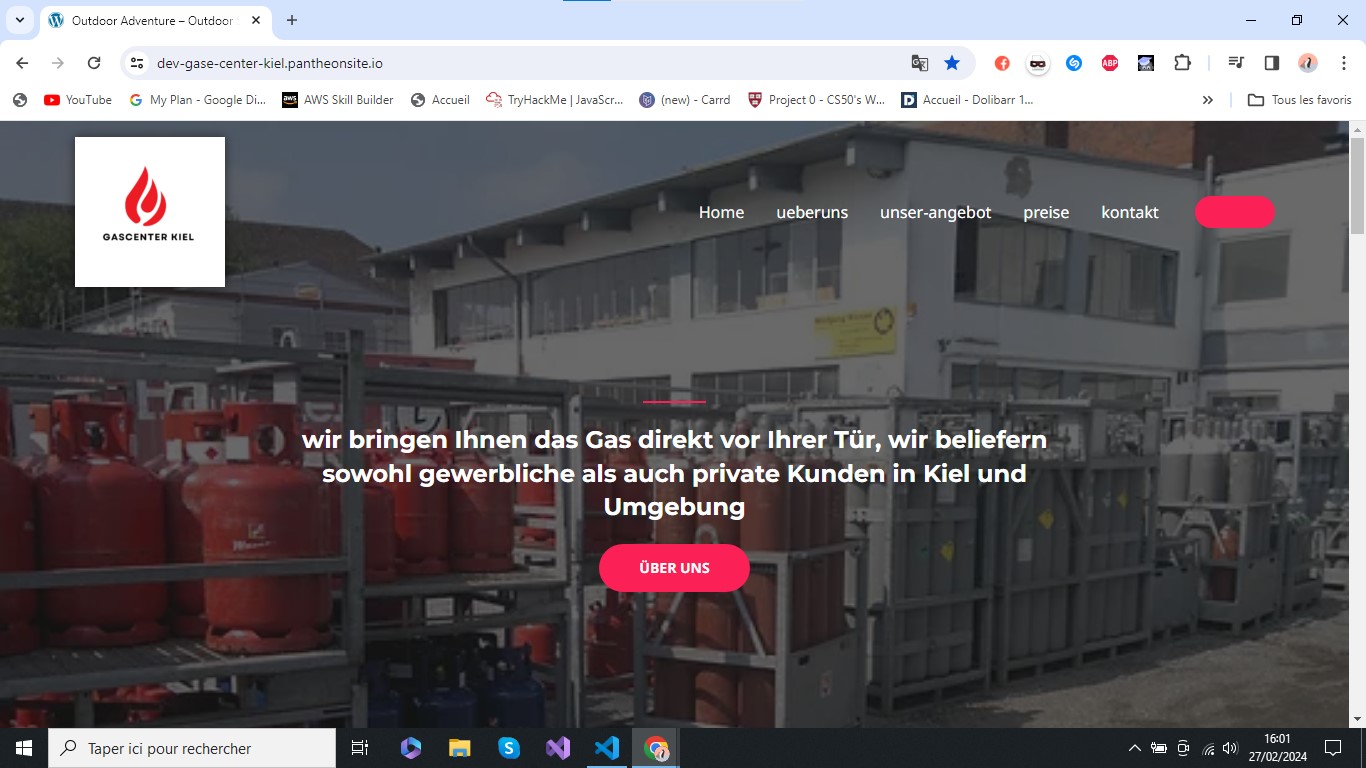 Outdoor Adventure – Outdoor
dev-gase-center-kiel.pantheonsite.io
ABP
YouTube
My Plan - Google Di...
aws
AWS Skill Builder
Accueil
TryHackMe | JavaScr...
(new) - Carrd
Project 0 - CS50's W...
D
Accueil - Dolibarr 1...
»
Tous les favoris
GASCENTER KIEL
Home
ueberuns
unser-angebot
preise
kontakt
wir bringen Ihnen das Gas direkt vor Ihrer Tür, wir beliefern
sowohl gewerbliche als auch private Kunden in Kiel und
Umgebung
ÜBER UNS
Taper ici pour rechercher
16:01
27/02/2024